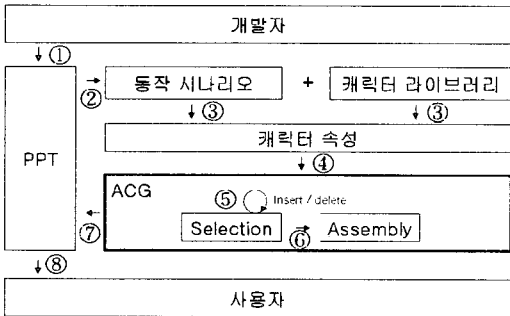 개발자
↓ ①
PPT
→ ②
동작 시나리오 + 캐릭터 라이브러리
↓ ③ ↓ ③
캐릭터 속성
↓ ④
ACG
⑤ Insert / delete
Selection → ⑥ Assembly
← ⑦
↓ ⑧
사용자